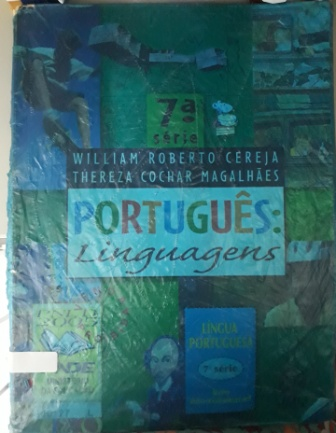 7ª
série
WILLIAM ROBERTO CEREJA
THEREZA COCHAR MAGALHÃES
PORTUGUÊS:
Linguagens
LÍNGUA
PORTUGUESA
7ª série